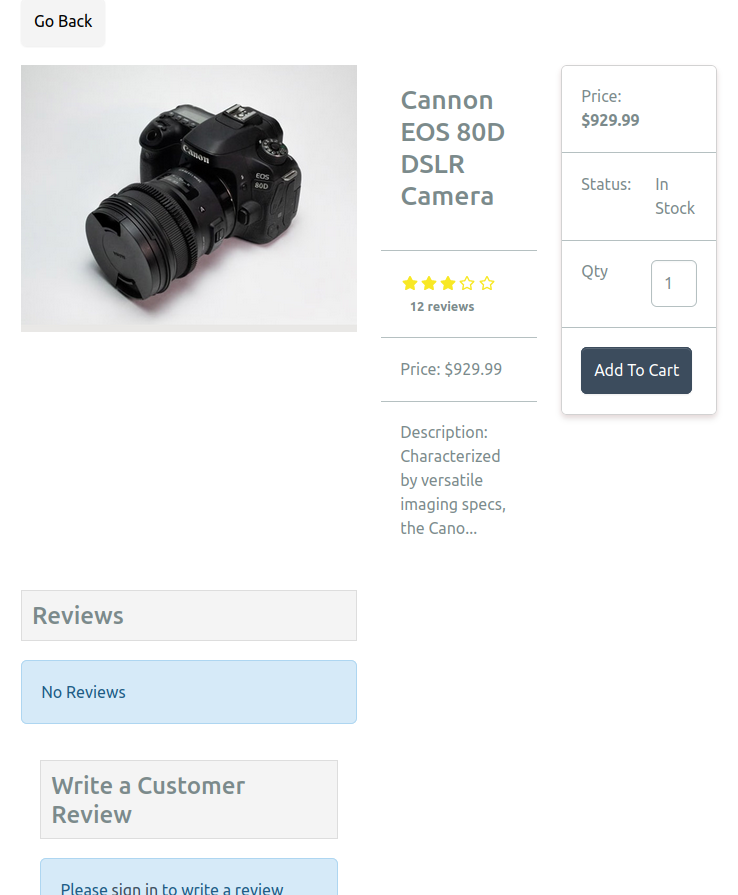 Go Back
Canon
EOS
80D
Cannon
EOS 80D
DSLR
Camera
12 reviews
Price: $929.99
Description:
Characterized
by versatile
imaging specs,
the Cano...
Price:
$929.99
Status: In
Stock
Qty 1
Add To Cart
Reviews
No Reviews
Write a Customer
Review
Please sign in to write a review